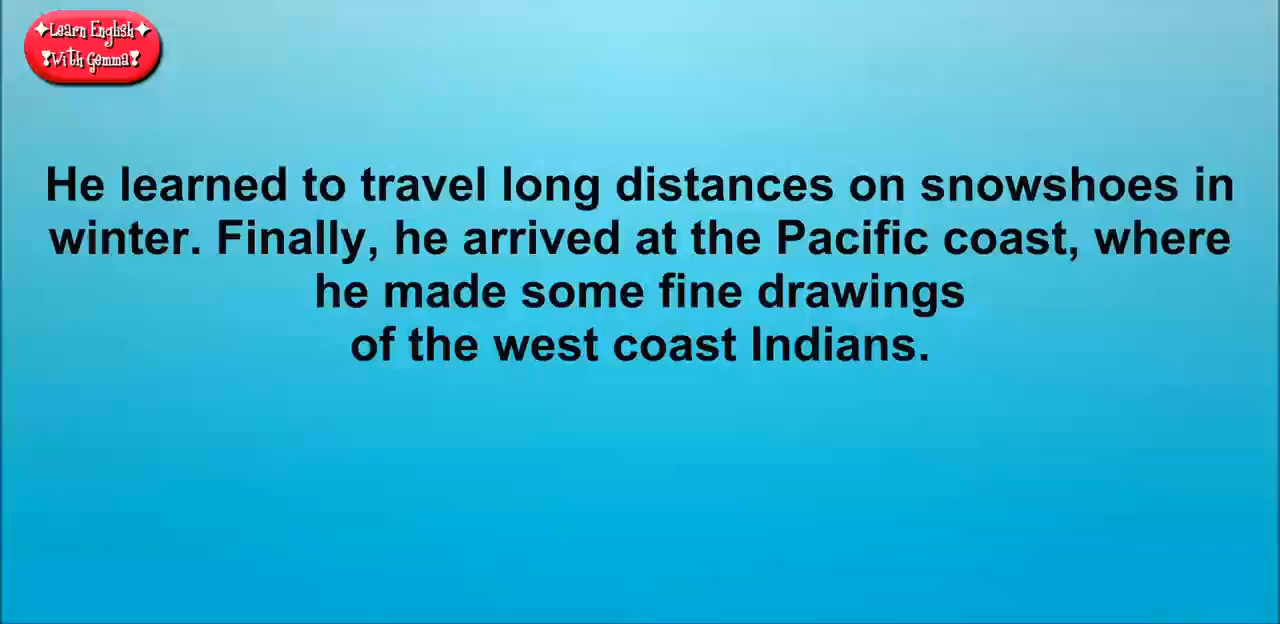 ✦Learn English✦
❣With Gemma❣
He learned to travel long distances on snowshoes in
winter. Finally, he arrived at the Pacific coast, where
he made some fine drawings
of the west coast Indians.